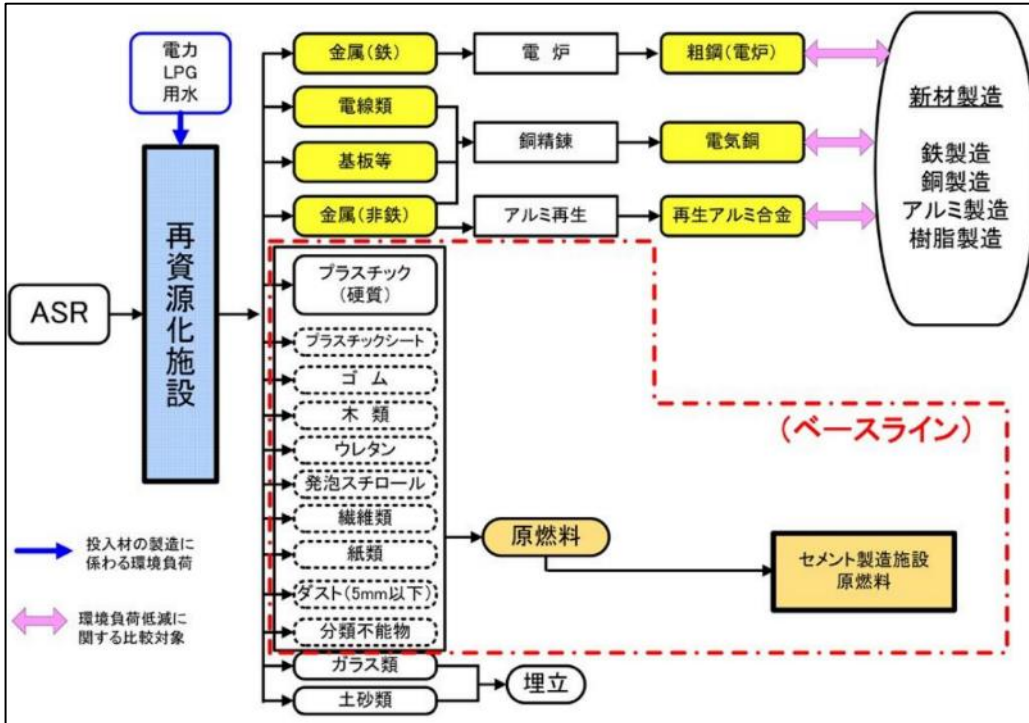 電力
LPG
用水
再資源化施設
ASR
金属(鉄)
電線類
基板等
金属(非鉄)
プラスチック
(硬質)
プラスチックシート
ゴム
木 類
ウレタン
発泡スチロール
繊維類
紙類
ダスト(5mm以下)
分類不能物
ガラス類
土砂類
電 炉
銅精錬
アルミ再生
粗鋼(電炉)
電気銅
再生アルミ合金
新材製造
鉄製造
銅製造
アルミ製造
樹脂製造
(ベースライン)
原燃料
セメント製造施設
原燃料
埋立
投入材の製造に
係わる環境負荷
環境負荷低減に
関する比較対象